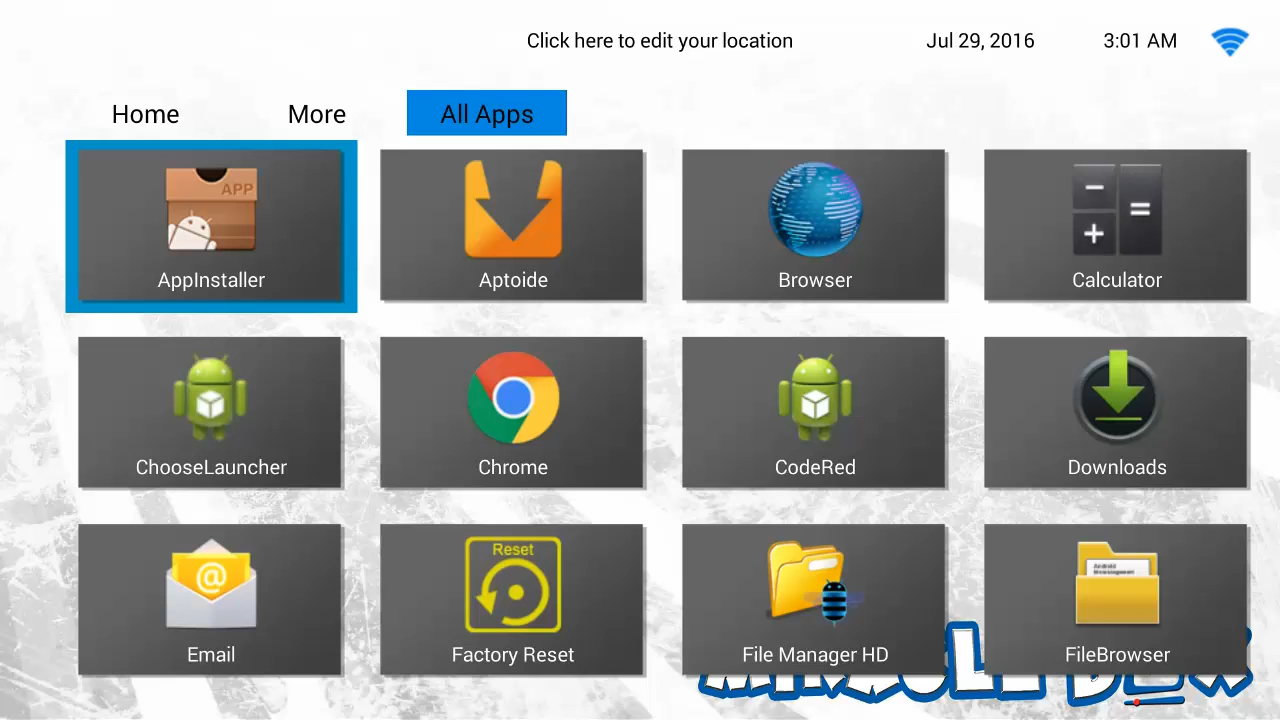 Click here to edit your location
Jul 29, 2016
3:01 AM
Home
More
All Apps
APP
AppInstaller
Aptoide
Browser
Calculator
ChooseLauncher
Chrome
CodeRed
Downloads
Reset
Email
Factory Reset
File Manager HD
FileBrowser